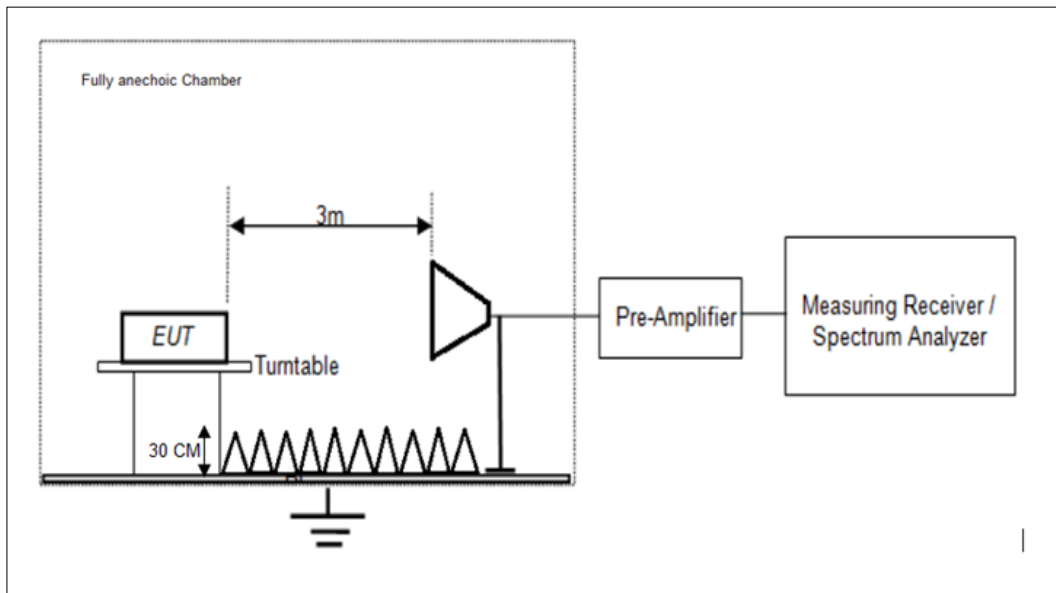 Fully anechoic Chamber
3m
EUT
Turntable
30 CM
Pre-Amplifier
Measuring Receiver /
Spectrum Analyzer